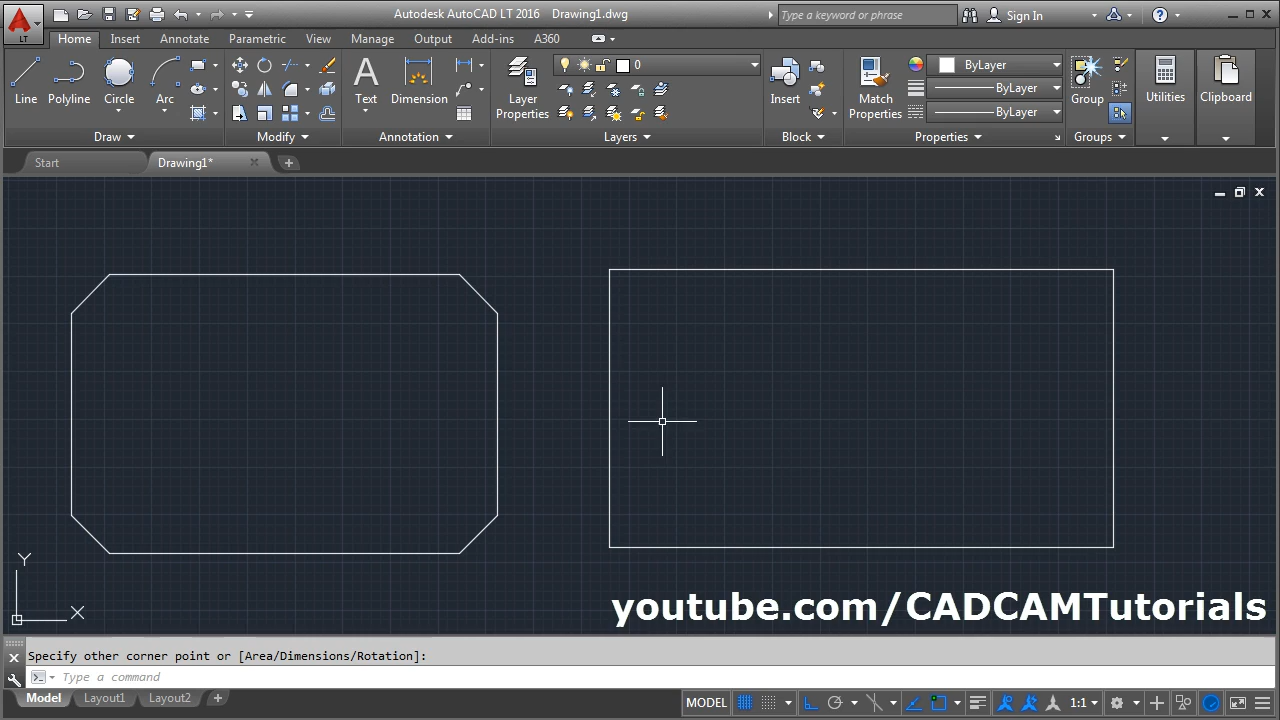 Autodesk AutoCAD LT 2016 Drawing1.dwg
Type a keyword or phrase
Sign In
LT
Home Insert Annotate Parametric View Manage Output Add-ins A360
Line Polyline Circle Arc
Text Dimension
Layer Properties
0
Insert
Match Properties
ByLayer
ByLayer
ByLayer
Group
Utilities
Clipboard
Draw Modify Annotation Layers Block Properties Groups
Start Drawing1*
Y
X
youtube.com/CADCAMTutorials
Specify other corner point or [Area/Dimensions/Rotation]:
Type a command
Model Layout1 Layout2
MODEL 1:1